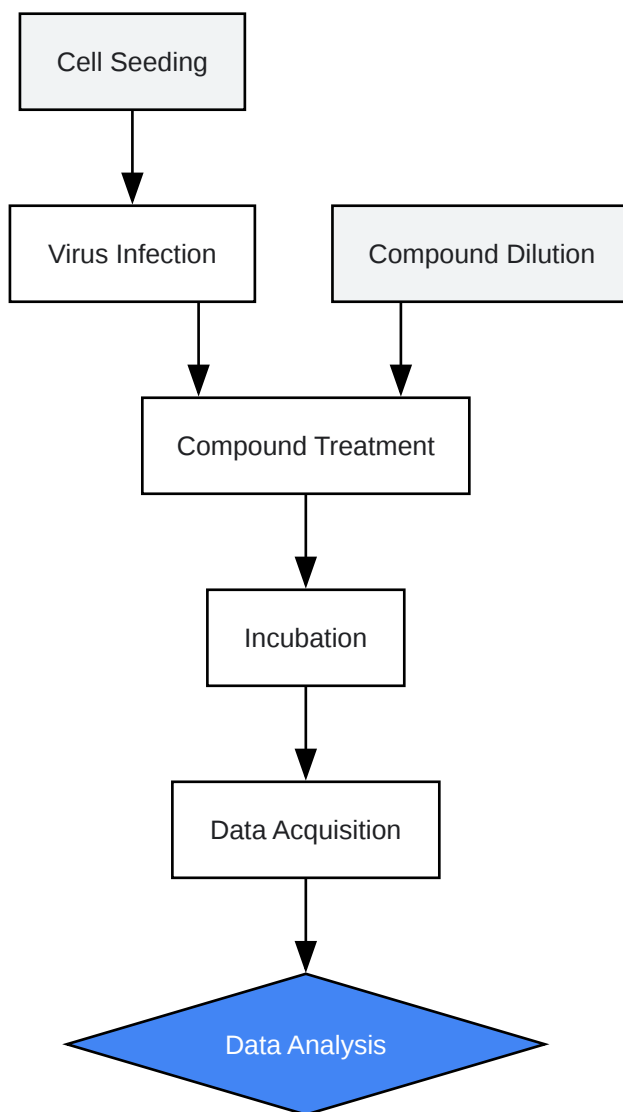 Cell Seeding
Virus Infection
Compound Dilution
Compound Treatment
Incubation
Data Acquisition
Data Analysis